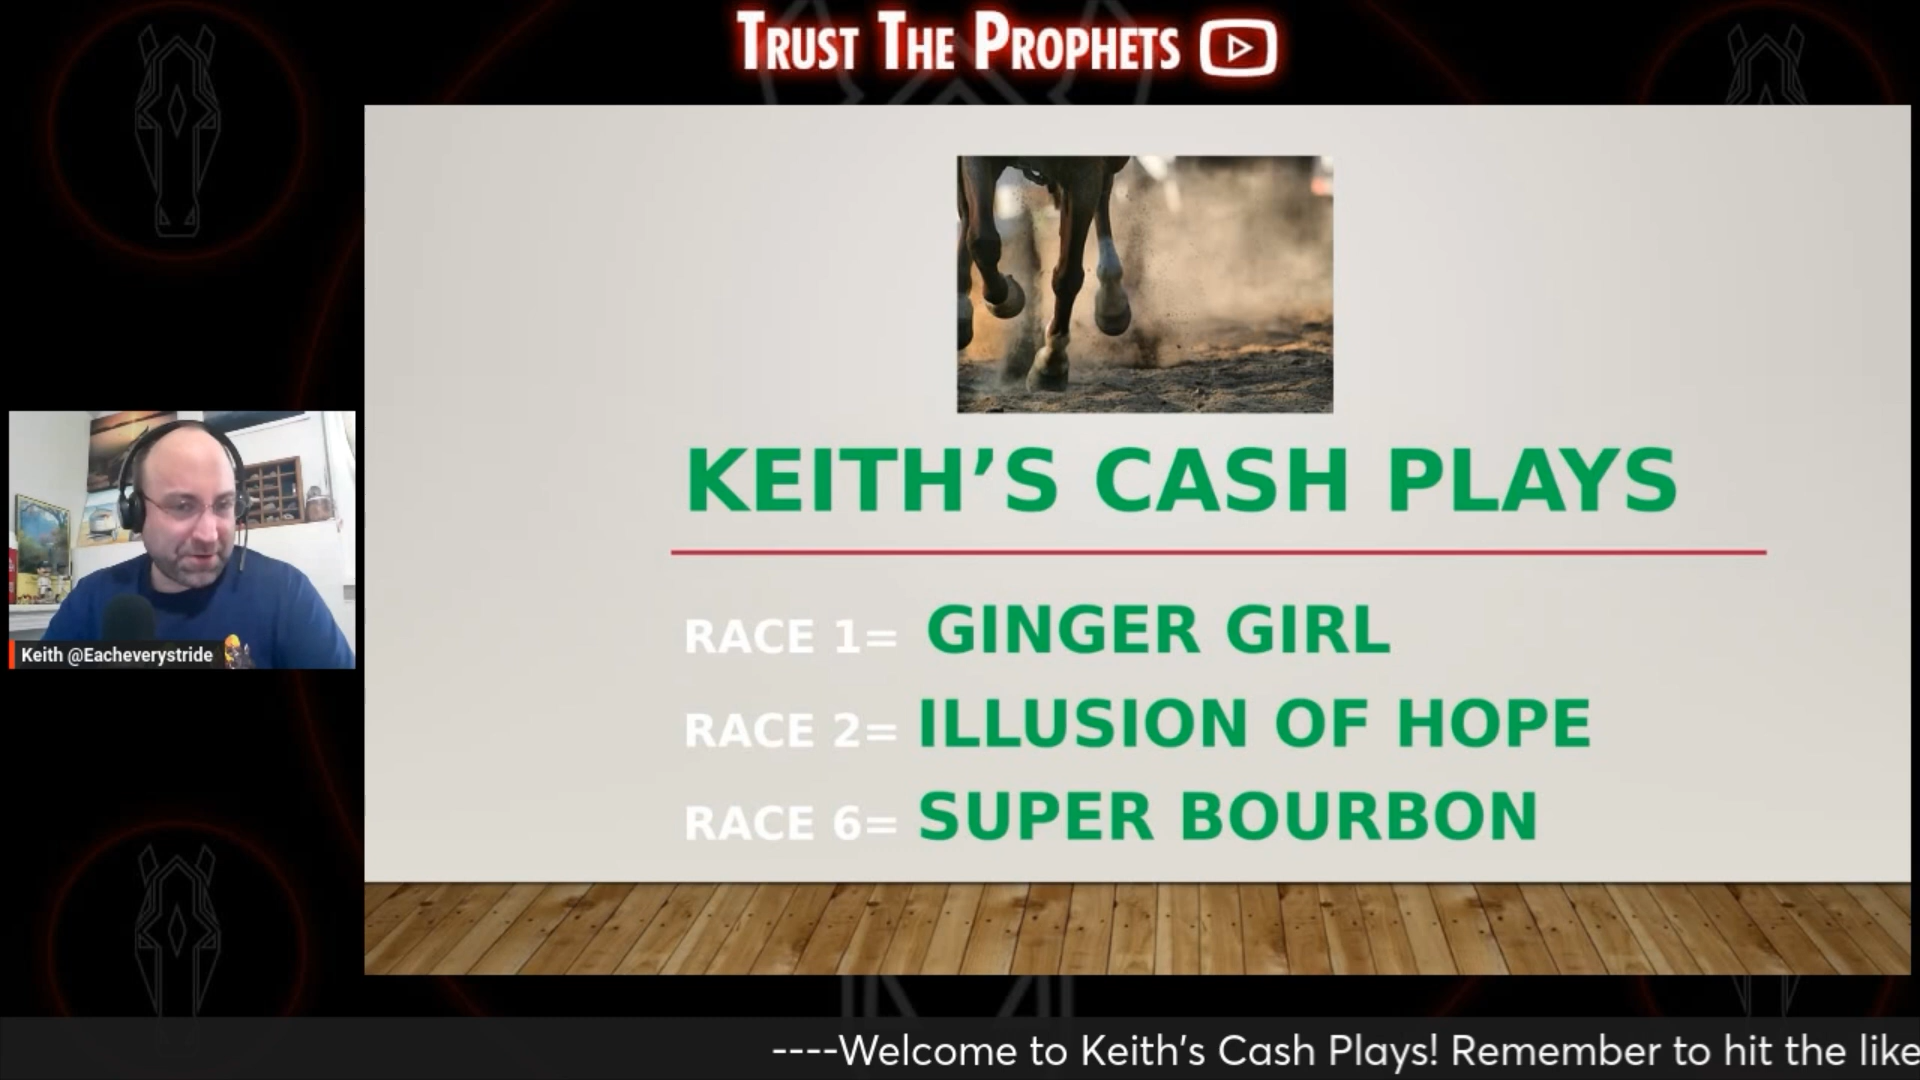 TRUST THE PROPHETS
KEITH’S CASH PLAYS
RACE 1= GINGER GIRL
RACE 2= ILLUSION OF HOPE
RACE 6= SUPER BOURBON
Keith @Eacheverystride
----Welcome to Keith's Cash Plays! Remember to hit the like